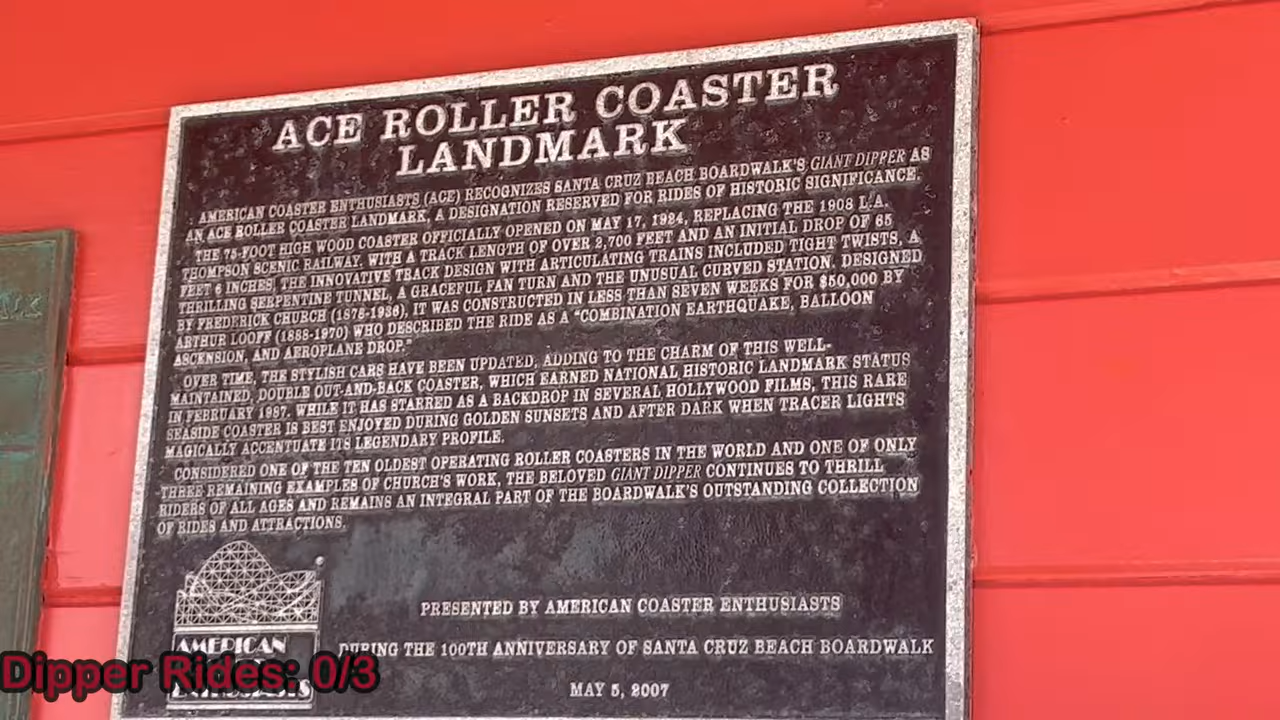 ACE ROLLER COASTER
LANDMARK
AMERICAN COASTER ENTHUSIASTS (ACE) RECOGNIZES SANTA CRUZ BEACH BOARDWALK'S GIANT DIPPER AS
AN ACE ROLLER COASTER LANDMARK, A DESIGNATION RESERVED FOR RIDES OF HISTORIC SIGNIFICANCE.
THE 75-FOOT HIGH WOOD COASTER OFFICIALLY OPENED ON MAY 17, 1924, REPLACING THE 1908 L.A.
THOMPSON SCENIC RAILWAY. WITH A TRACK LENGTH OF OVER 2,700 FEET AND AN INITIAL DROP OF 65
FEET 6 INCHES, THE INNOVATIVE TRACK DESIGN WITH ARTICULATING TRAINS INCLUDED TIGHT TWISTS, A
THRILLING SERPENTINE TUNNEL, A GRACEFUL FAN TURN AND THE UNUSUAL CURVED STATION. DESIGNED
BY FREDERICK CHURCH (1878-1936), IT WAS CONSTRUCTED IN LESS THAN SEVEN WEEKS FOR $50,000 BY
ARTHUR LOOFF (1888-1970) WHO DESCRIBED THE RIDE AS A "COMBINATION EARTHQUAKE, BALLOON
ASCENSION, AND AEROPLANE DROP."
OVER TIME, THE STYLISH CARS HAVE BEEN UPDATED, ADDING TO THE CHARM OF THIS WELL-
MAINTAINED, DOUBLE OUT-AND-BACK COASTER, WHICH EARNED NATIONAL HISTORIC LANDMARK STATUS
IN FEBRUARY 1987. WHILE IT HAS STARRED AS A BACKDROP IN SEVERAL HOLLYWOOD FILMS, THIS RARE
SEASIDE COASTER IS BEST ENJOYED DURING GOLDEN SUNSETS AND AFTER DARK WHEN TRACER LIGHTS
MAGICALLY ACCENTUATE ITS LEGENDARY PROFILE.
CONSIDERED ONE OF THE TEN OLDEST OPERATING ROLLER COASTERS IN THE WORLD AND ONE OF ONLY
THREE REMAINING EXAMPLES OF CHURCH'S WORK, THE BELOVED GIANT DIPPER CONTINUES TO THRILL
RIDERS OF ALL AGES AND REMAINS AN INTEGRAL PART OF THE BOARDWALK'S OUTSTANDING COLLECTION
OF RIDES AND ATTRACTIONS.
PRESENTED BY AMERICAN COASTER ENTHUSIASTS
DURING THE 100TH ANNIVERSARY OF SANTA CRUZ BEACH BOARDWALK
MAY 5, 2007
AMERICAN
ENTHUSIASTS
Dipper Rides: 0/3